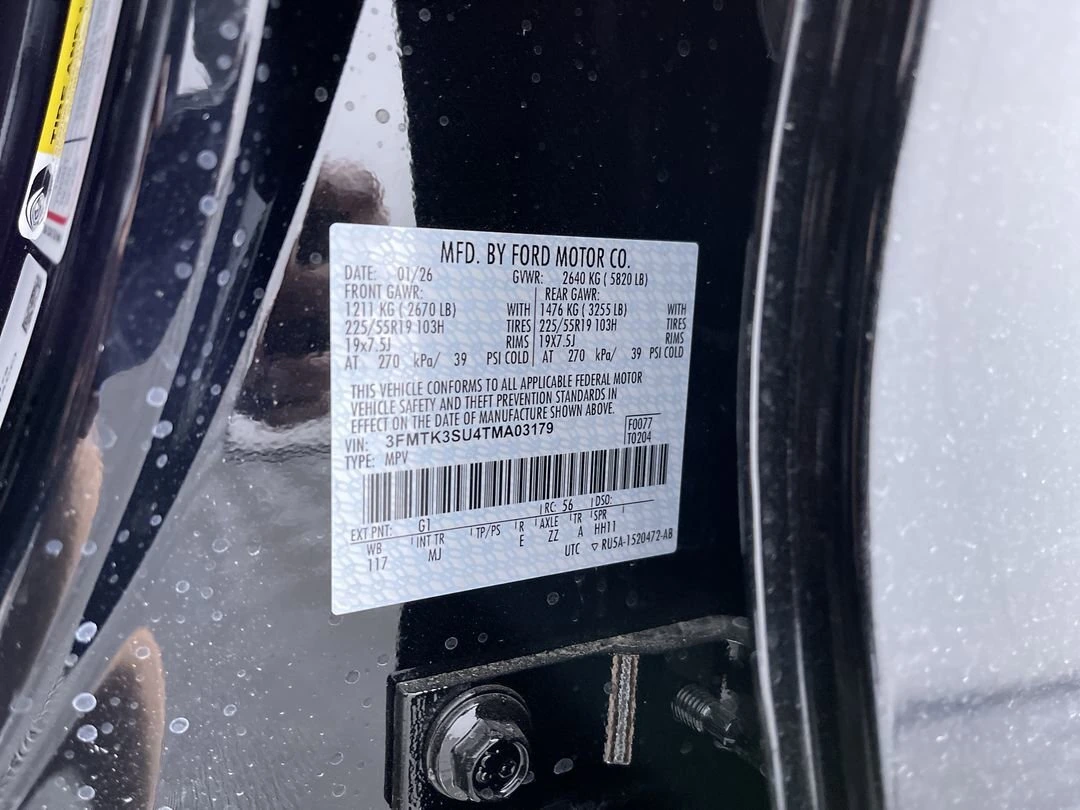 TIRE AND
MFD. BY FORD MOTOR CO.
DATE: 01/26 GVWR: 2640 KG ( 5820 LB)
FRONT GAWR: REAR GAWR:
1211 KG ( 2670 LB) WITH 1476 KG ( 3255 LB) WITH
225/55R19 103H TIRES 225/55R19 103H TIRES
19x7.5J RIMS 19X7.5J RIMS
AT 270 kPa/ 39 PSI COLD AT 270 kPa/ 39 PSI COLD
THIS VEHICLE CONFORMS TO ALL APPLICABLE FEDERAL MOTOR
VEHICLE SAFETY AND THEFT PREVENTION STANDARDS IN
EFFECT ON THE DATE OF MANUFACTURE SHOWN ABOVE.
VIN: 3FMTK3SU4TMA03179 F0077
TYPE: MPV T0204
EXT PNT: G1 RC: 56 DSO:
WB INT TR TP/PS R AXLE TR SPR
117 MJ E ZZ A HH11
UTC ▽ RU5A-1520472-AB